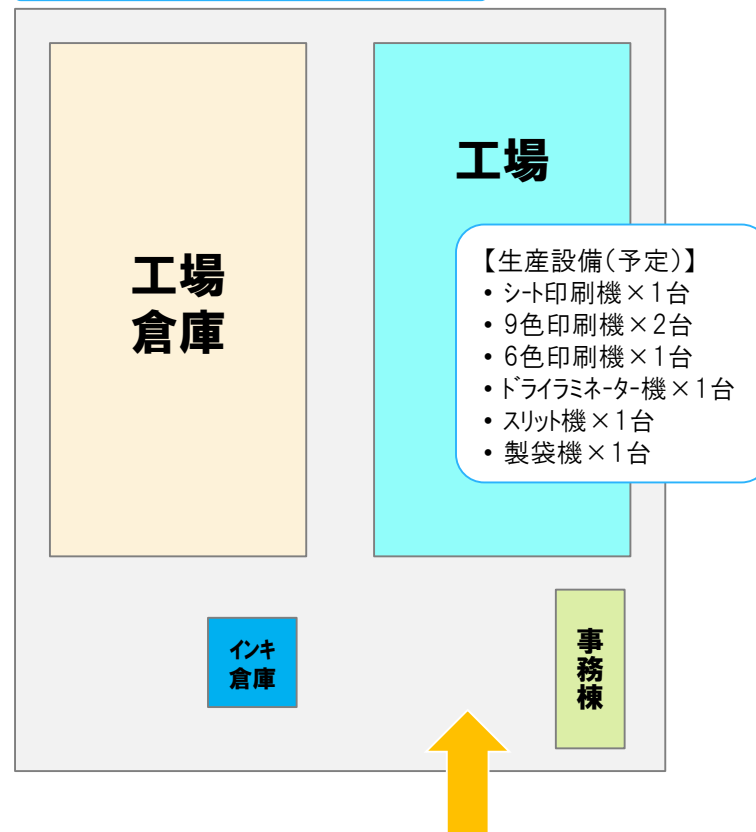 工場
倉庫
工場
【生産設備(予定)】
• シート印刷機×1台
• 9色印刷機×2台
• 6色印刷機×1台
• ドライラミネーター機×1台
• スリット機×1台
• 製袋機×1台
インキ
倉庫
事務棟